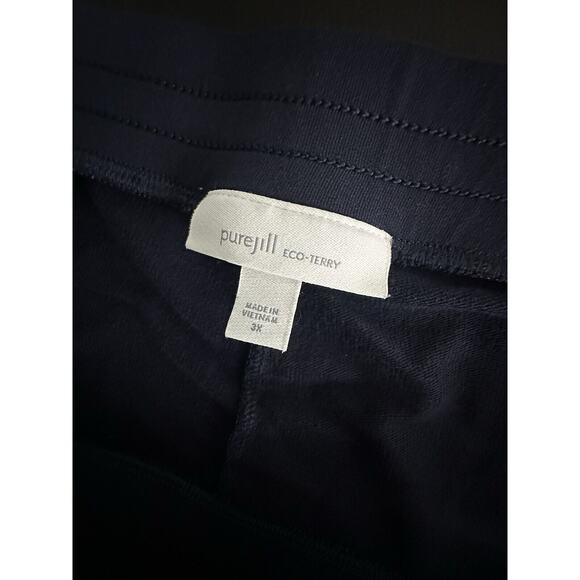 purejill ECO-TERRY
MADE IN
VIETNAM
3X